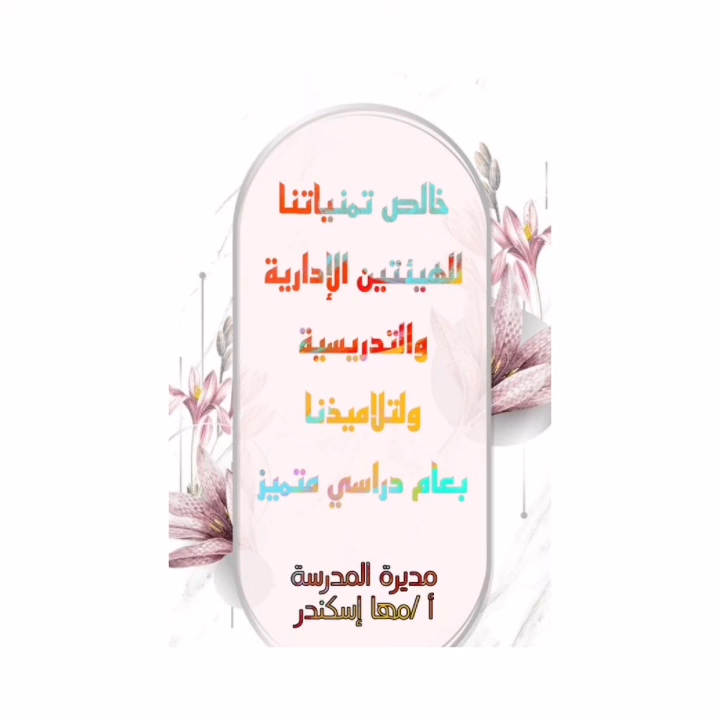 خالص تمنياتنا
للهيئتين الإدارية
والتدريسية
ولتلاميذنا
بعام دراسي متميز
مديرة المدرسة
أ /مها إسكندر